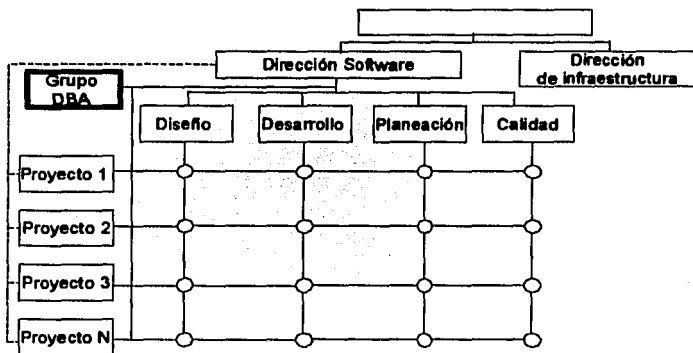 Dirección Software
Dirección
de infraestructura
Grupo
DBA
Diseño
Desarrollo
Planeación
Calidad
Proyecto 1
Proyecto 2
Proyecto 3
Proyecto N